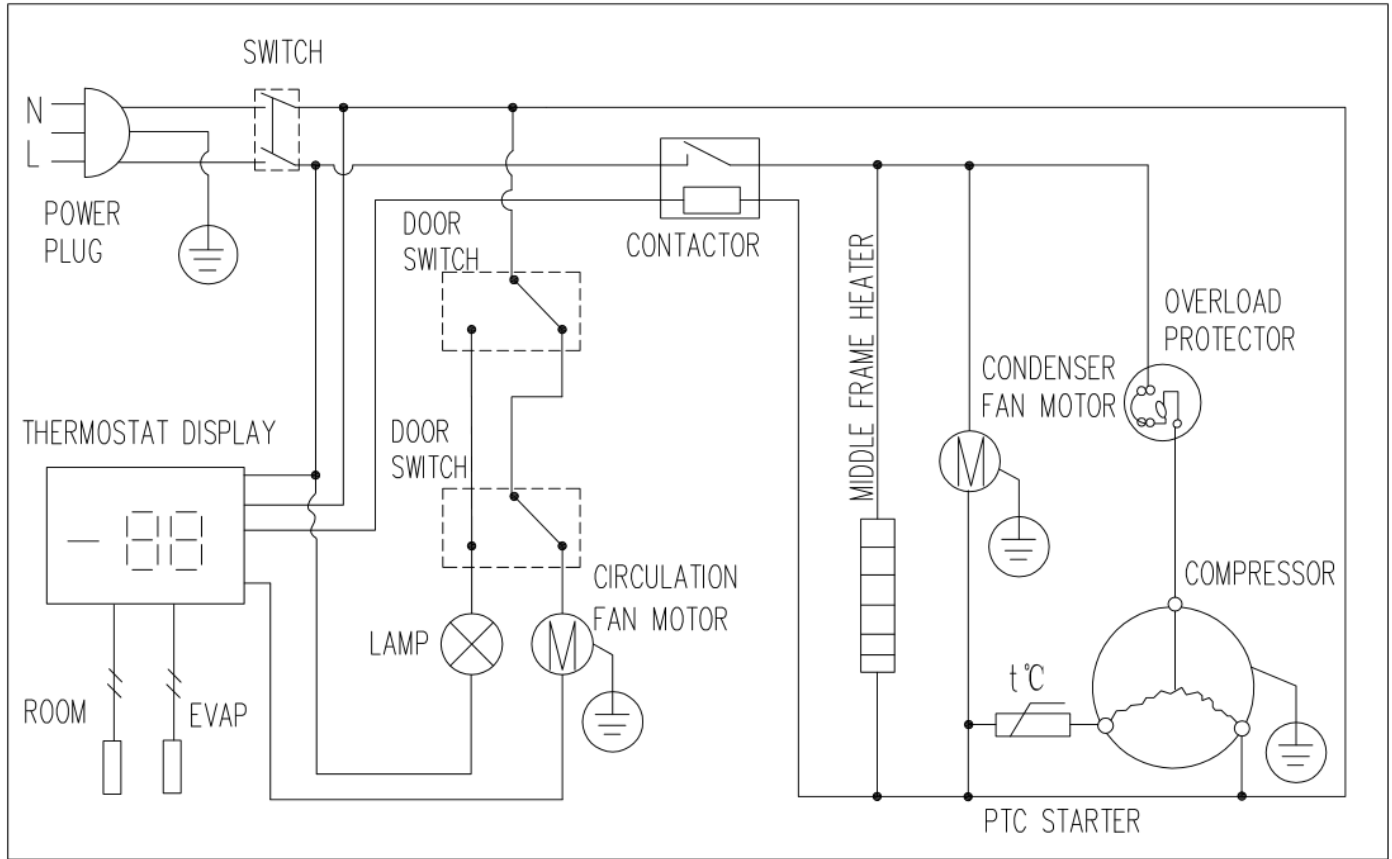 SWITCH
N
L
POWER
PLUG
DOOR
SWITCH
CONTACTOR
MIDDLE FRAME HEATER
OVERLOAD
PROTECTOR
CONDENSER
FAN MOTOR
THERMOSTAT DISPLAY
DOOR
SWITCH
M
-88
COMPRESSOR
CIRCULATION
FAN MOTOR
LAMP
M
t°C
ROOM
EVAP
PTC STARTER